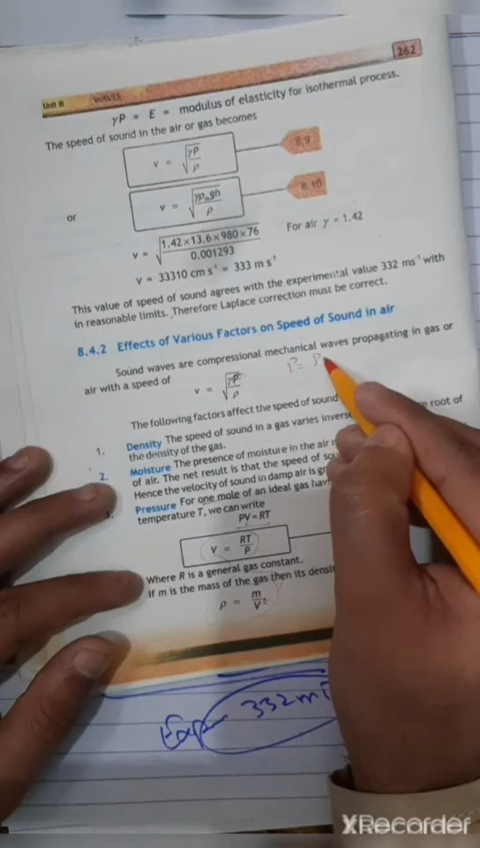 Unit 8 WAVES 262
γP = E = modulus of elasticity for isothermal process.
The speed of sound in the air or gas becomes
v = √(γP/ρ) 8.9
or v = √(γρₘgh/ρ) 8.10
v = √(1.42×13.6×980×76/0.001293) For air γ = 1.42
v = 33310 cm s⁻¹ = 333 m s⁻¹
This value of speed of sound agrees with the experimental value 332 ms⁻¹ with
in reasonable limits. Therefore Laplace correction must be correct.
8.4.2 Effects of Various Factors on Speed of Sound in air
Sound waves are compressional mechanical waves propagating in gas or
air with a speed of
v = √(γP/ρ) P =
The following factors affect the speed of sound
1. Density The speed of sound in a gas varies root of
the density of the gas.
2. Moisture The presence of moisture in the air
of air. The net result is that the speed of
Hence the velocity of sound in damp air is
Pressure For one mole of an ideal gas
temperature T, we can write
PV = RT
V = RT/P
Where R is a general gas constant.
If m is the mass of the gas then its
ρ = m/V
332
XRecorder